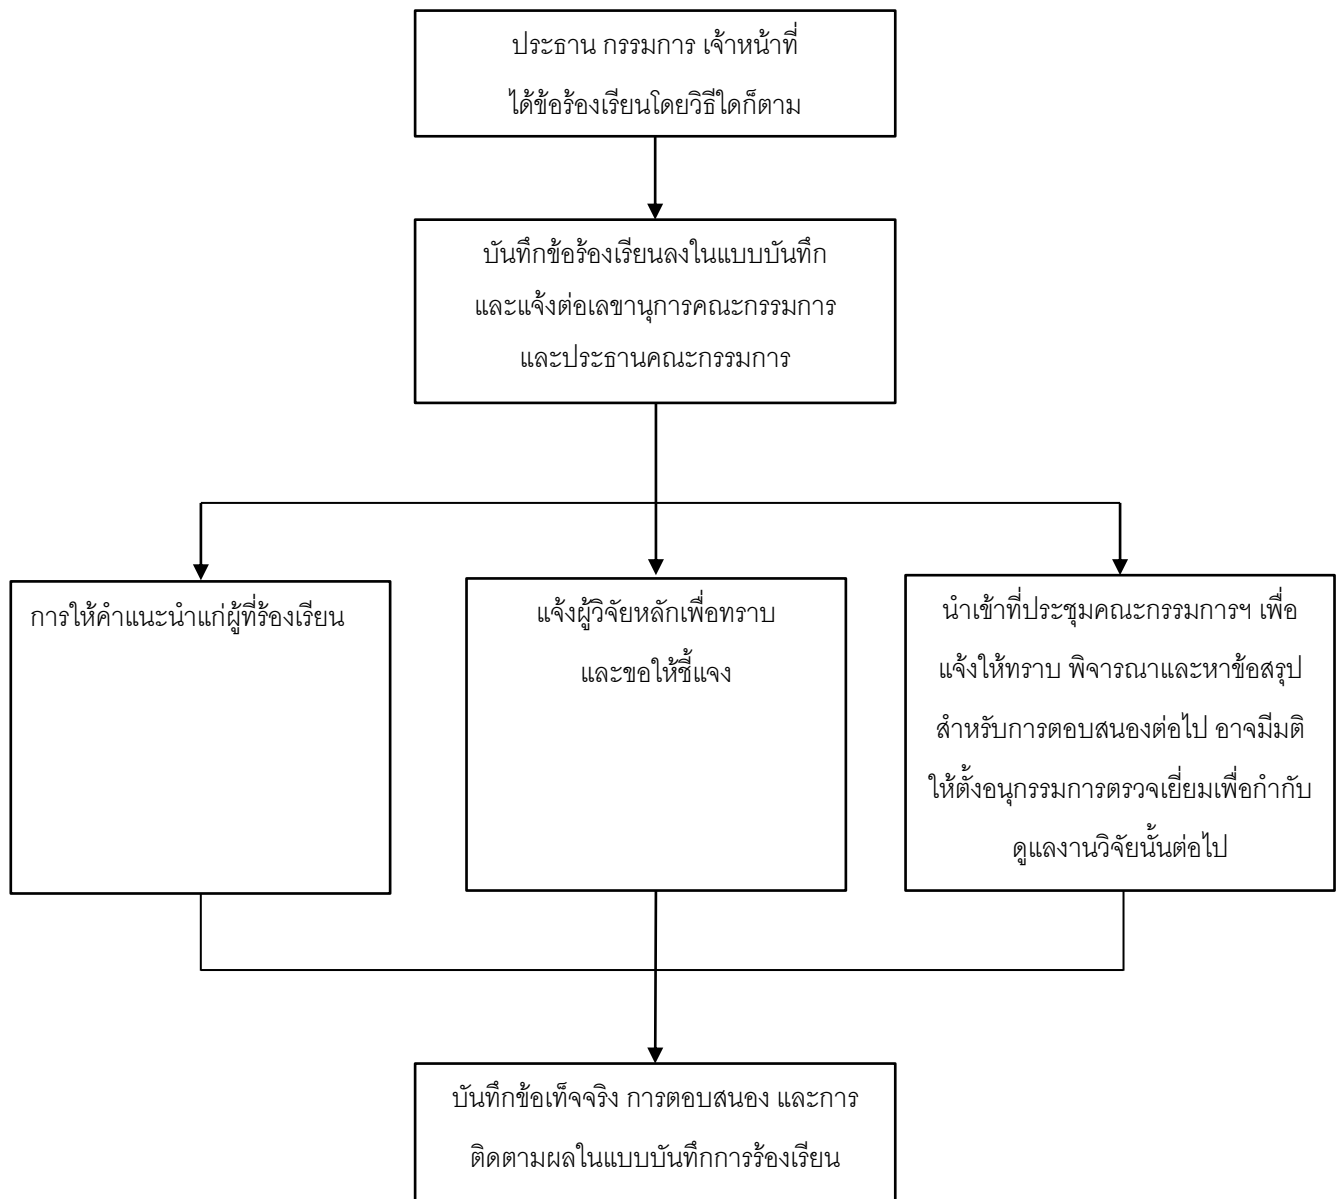 ประธาน กรรมการ เจ้าหน้าที่
ได้ข้อร้องเรียนโดยวิธีใดก็ตาม
บันทึกข้อร้องเรียนลงในแบบบันทึก
และแจ้งต่อเลขานุการคณะกรรมการ
และประธานคณะกรรมการ
การให้คำแนะนำแก่ผู้ที่ร้องเรียน
แจ้งผู้วิจัยหลักเพื่อทราบ
และขอให้ชี้แจง
นำเข้าที่ประชุมคณะกรรมการฯ เพื่อ
แจ้งให้ทราบ พิจารณาและหาข้อสรุป
สำหรับการตอบสนองต่อไป อาจมีมติ
ให้ตั้งอนุกรรมการตรวจเยี่ยมเพื่อกำกับ
ดูแลงานวิจัยนั้นต่อไป
บันทึกข้อเท็จจริง การตอบสนอง และการ
ติดตามผลในแบบบันทึกการร้องเรียน